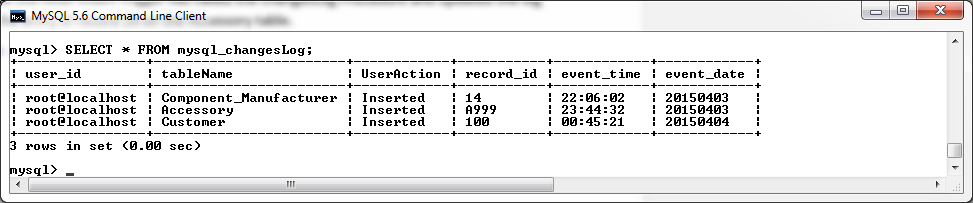 MySQL 5.6 Command Line Client
mysql> SELECT * FROM mysql_changesLog;
+----------------+------------------------+------------+-----------+------------+------------+
| user_id | tableName | UserAction | record_id | event_time | event_date |
+----------------+------------------------+------------+-----------+------------+------------+
| root@localhost | Component_Manufacturer | Inserted | 14 | 22:06:02 | 20150403 |
| root@localhost | Accessory | Inserted | A999 | 23:44:32 | 20150403 |
| root@localhost | Customer | Inserted | 100 | 00:45:21 | 20150404 |
+----------------+------------------------+------------+-----------+------------+------------+
3 rows in set (0.00 sec)
mysql> _